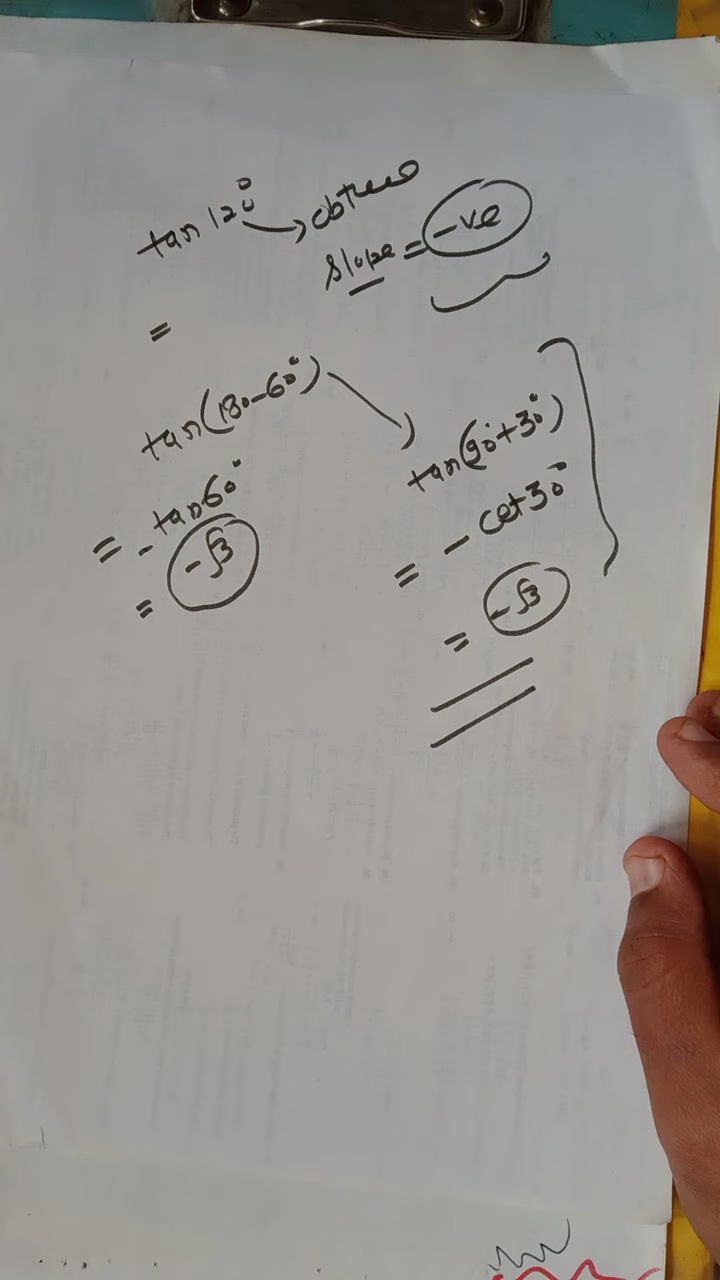 tan 120° → obtuse
slope = -ve
=
tan(180-60°)
= -tan60°
= -√3
tan(90°+30°)
= - cot30°
= -√3